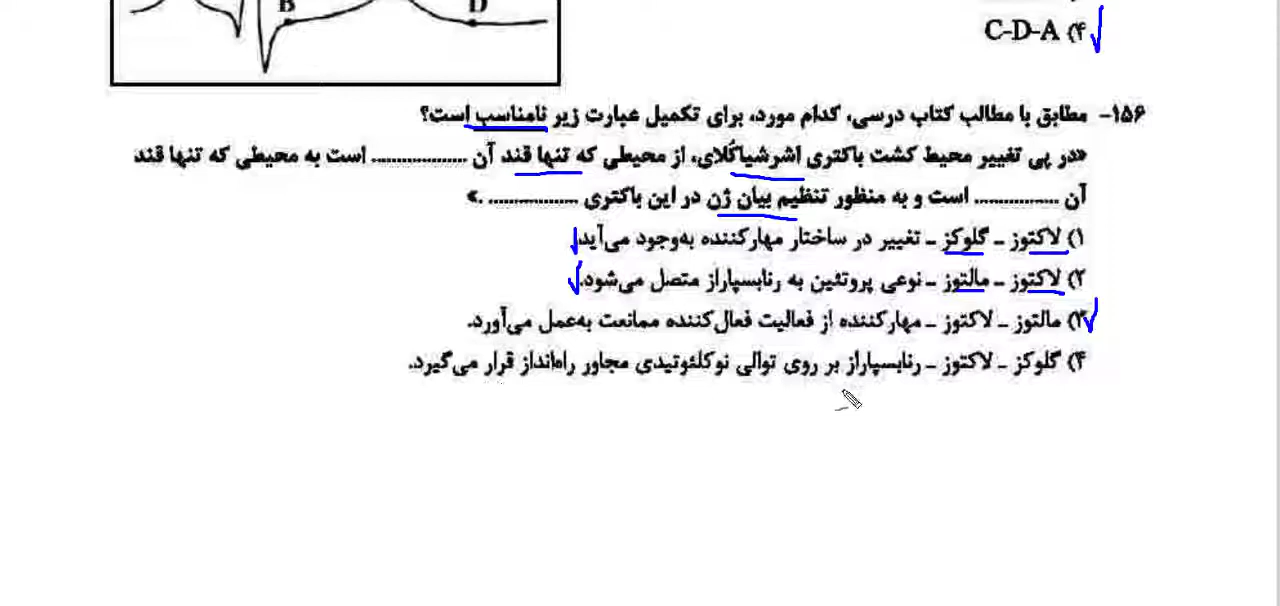 B
D
C-D-A (۴
۱۵۶- مطابق با مطالب کتاب درسی، کدام مورد، برای تکمیل عبارت زیر نامناسب است؟
«در پی تغییر محیط کشت باکتری اشرشیاکُلای، از محیطی که تنها قند آن .................. است به محیطی که تنها قند
آن ................ است و به منظور تنظیم بیان ژن در این باکتری ................. .»
۱) لاکتوز ـ گلوکز ـ تغییر در ساختار مهارکننده به‌وجود می‌آید.
۲) لاکتوز ـ مالتوز ـ نوعی پروتئین به رنابسپاراز متصل می‌شود.
۳) مالتوز ـ لاکتوز ـ مهارکننده از فعالیت فعال‌کننده ممانعت به‌عمل می‌آورد.
۴) گلوکز ـ لاکتوز ـ رنابسپاراز بر روی توالی نوکلئوتیدی مجاور راه‌انداز قرار می‌گیرد.